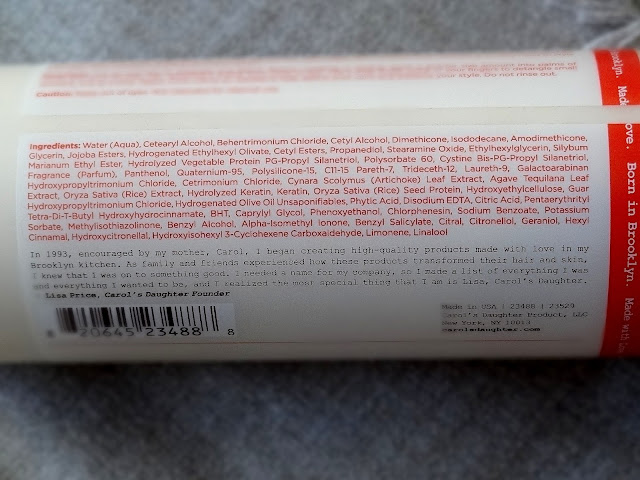 your fingers to detangle small
your style. Do not rinse out.
Caution:
Ingredients: Water (Aqua), Cetearyl Alcohol, Behentrimonium Chloride, Cetyl Alcohol, Dimethicone, Isododecane, Amodimethicone,
Glycerin, Jojoba Esters, Hydrogenated Ethylhexyl Olivate, Cetyl Esters, Propanediol, Stearamine Oxide, Ethylhexylglycerin, Silybum
Marianum Ethyl Ester, Hydrolyzed Vegetable Protein PG-Propyl Silanetriol, Polysorbate 60, Cystine Bis-PG-Propyl Silanetriol,
Fragrance (Parfum), Panthenol, Quaternium-95, Polysilicone-15, C11-15 Pareth-7, Trideceth-12, Laureth-9, Galactoarabinan
Hydroxypropyltrimonium Chloride, Cetrimonium Chloride, Cynara Scolymus (Artichoke) Leaf Extract, Agave Tequilana Leaf
Extract, Oryza Sativa (Rice) Extract, Hydrolyzed Keratin, Keratin, Oryza Sativa (Rice) Seed Protein, Hydroxyethylcellulose, Guar
Hydroxypropyltrimonium Chloride, Hydrogenated Olive Oil Unsaponifiables, Phytic Acid, Disodium EDTA, Citric Acid, Pentaerythrityl
Tetra-Di-T-Butyl Hydroxyhydrocinnamate, BHT, Caprylyl Glycol, Phenoxyethanol, Chlorphenesin, Sodium Benzoate, Potassium
Sorbate, Methylisothiazolinone, Benzyl Alcohol, Alpha-Isomethyl Ionone, Benzyl Salicylate, Citral, Citronellol, Geraniol, Hexyl
Cinnamal, Hydroxycitronellal, Hydroxyisohexyl 3-Cyclohexene Carboxaldehyde, Limonene, Linalool
In 1993, encouraged by my mother, Carol, I began creating high-quality products made with love in my
Brooklyn kitchen. As family and friends experienced how these products transformed their hair and skin,
I knew that I was on to something good. I needed a name for my company, so I made a list of everything I was
and everything I wanted to be, and I realized the most special thing that I am is Lisa, Carol's Daughter.
Lisa Price, Carol's Daughter Founder
8 20645 23488 8
Made in USA | 23488 | 23529
Carol's Daughter Product, LLC
New York, NY 10013
carolsdaughter.com
Brooklyn. Made
Love. Born in Brooklyn. Made with